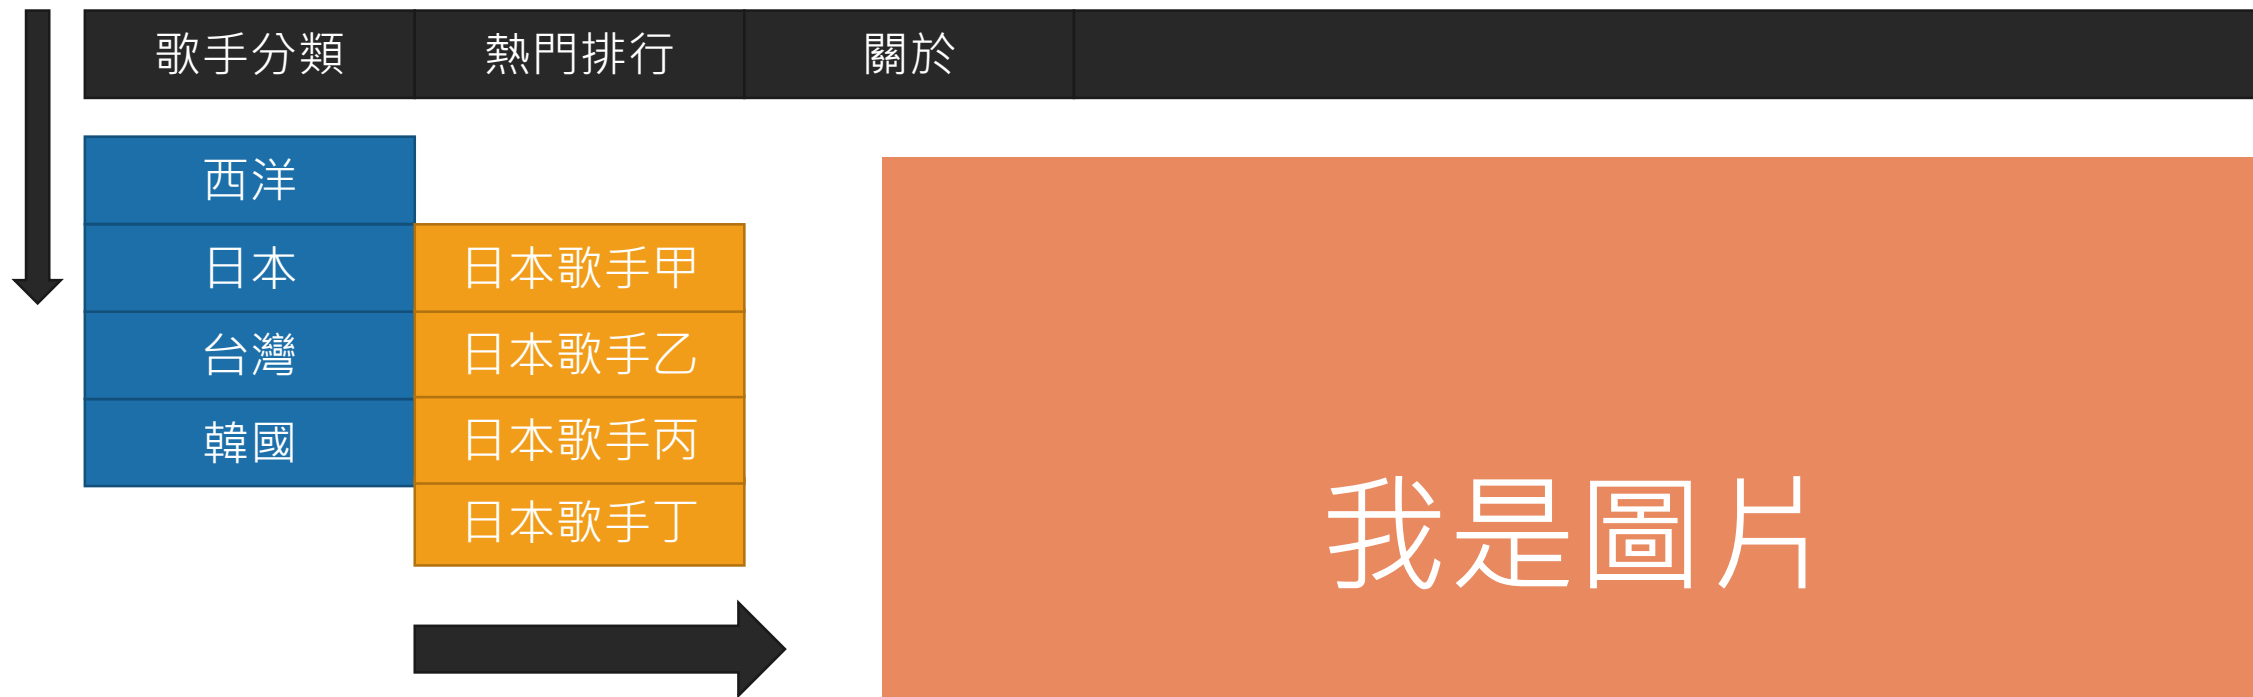 歌手分類 熱門排行 關於
西洋
日本
台灣
韓國
日本歌手甲
日本歌手乙
日本歌手丙
日本歌手丁
我是圖片